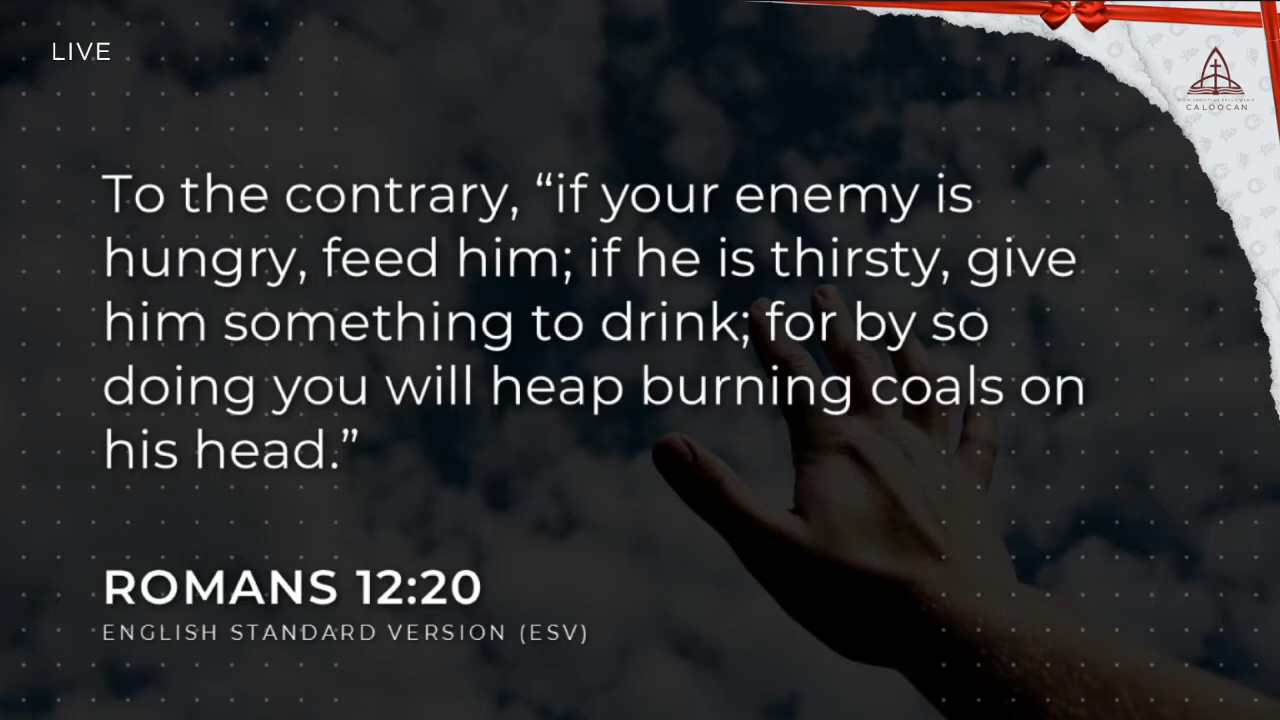 LIVE
CALOOCAN
To the contrary, “if your enemy is
hungry, feed him; if he is thirsty, give
him something to drink; for by so
doing you will heap burning coals on
his head.”
ROMANS 12:20
ENGLISH STANDARD VERSION (ESV)